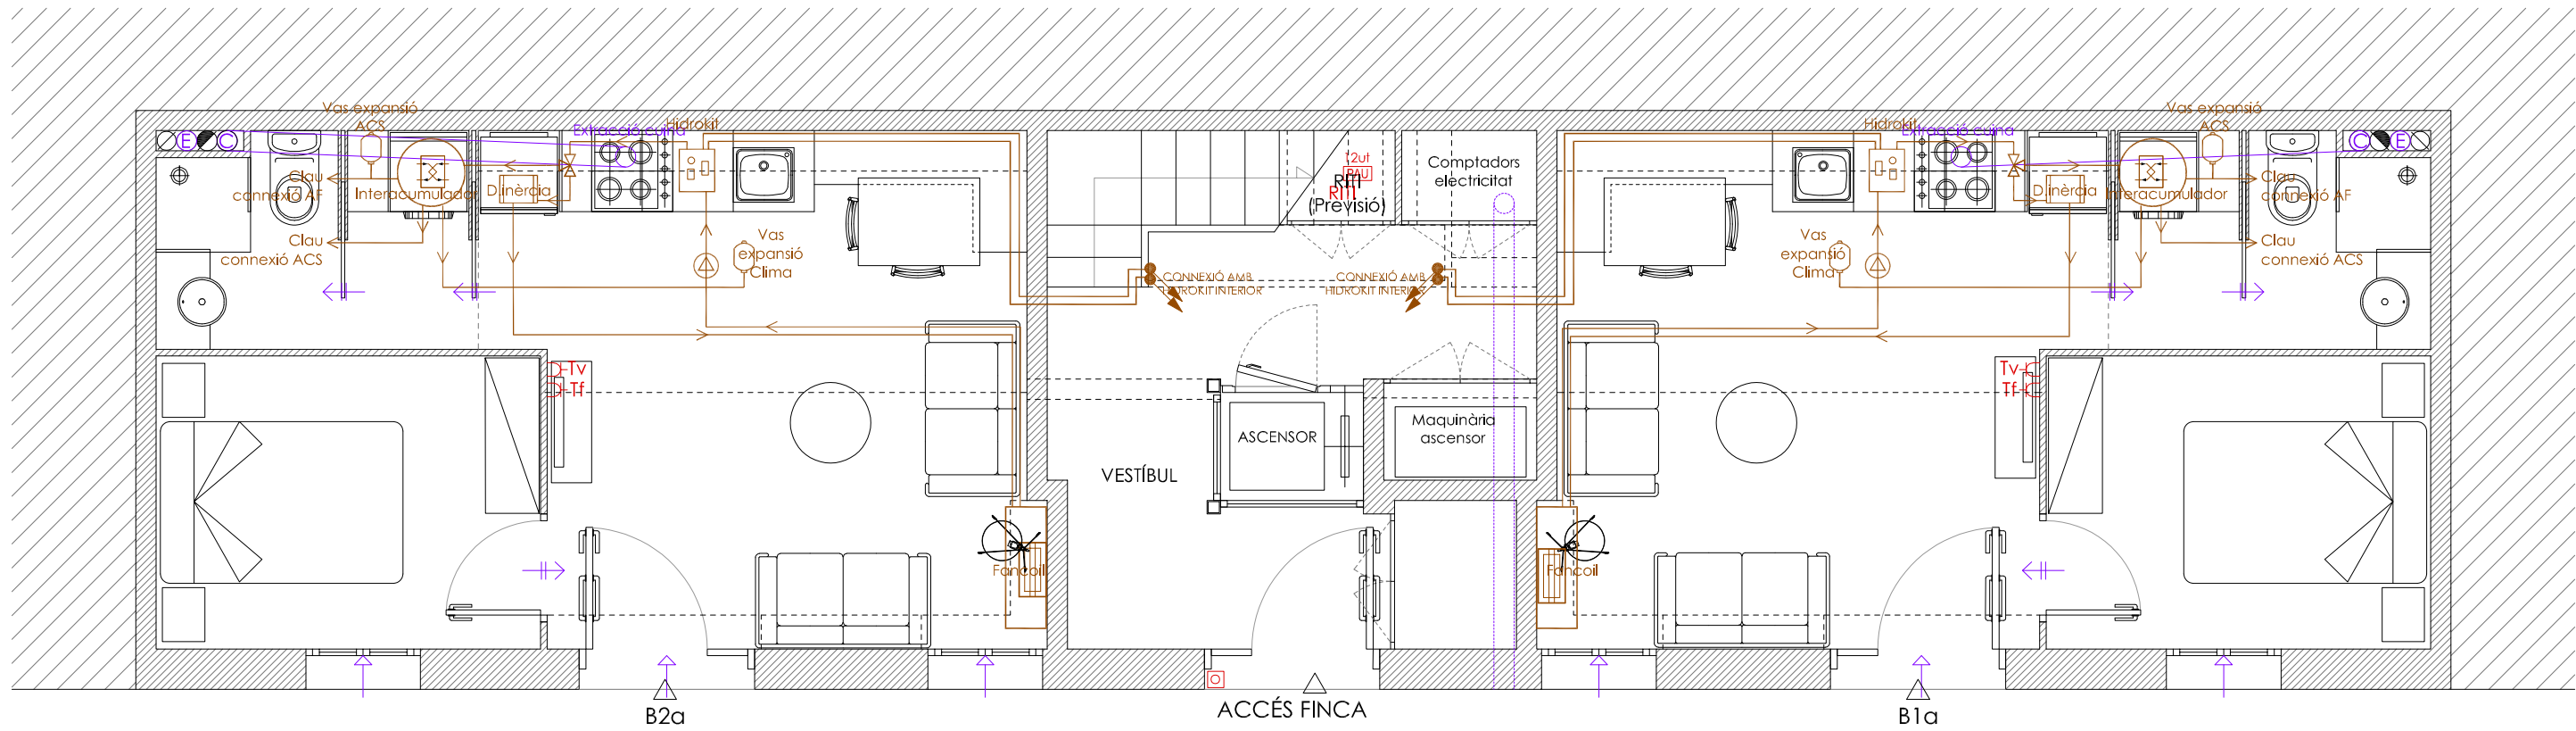 Vas expansió
ACS
Extracció cuina
Hidrokit
E
C
Clau
connexió AF
Interacumulador
D.inèrcia
Clau
connexió ACS
Vas
expansió
Clima
Tv
Tf
Fancoil
B2a
CONNEXIÓ AMB
HIDROKIT INTERIOR
12ut
PAU
RITI
RITI
(Previsió)
Comptadors
electricitat
CONNEXIÓ AMB
HIDROKIT INTERIOR
ASCENSOR
Maquinària
ascensor
VESTÍBUL
ACCÉS FINCA
Hidrokit
Extracció cuina
Vas expansió
ACS
C
E
D.inèrcia
Interacumulador
Clau
connexió AF
Clau
connexió ACS
Vas
expansió
Clima
Tv
Tf
Fancoil
B1a